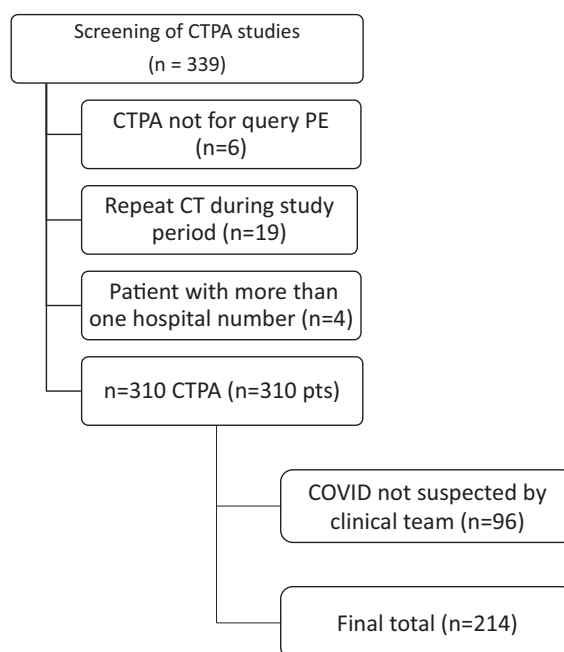 Screening of CTPA studies
(n = 339)
CTPA not for query PE
(n=6)
Repeat CT during study
period (n=19)
Patient with more than
one hospital number (n=4)
n=310 CTPA (n=310 pts)
COVID not suspected by
clinical team (n=96)
Final total (n=214)